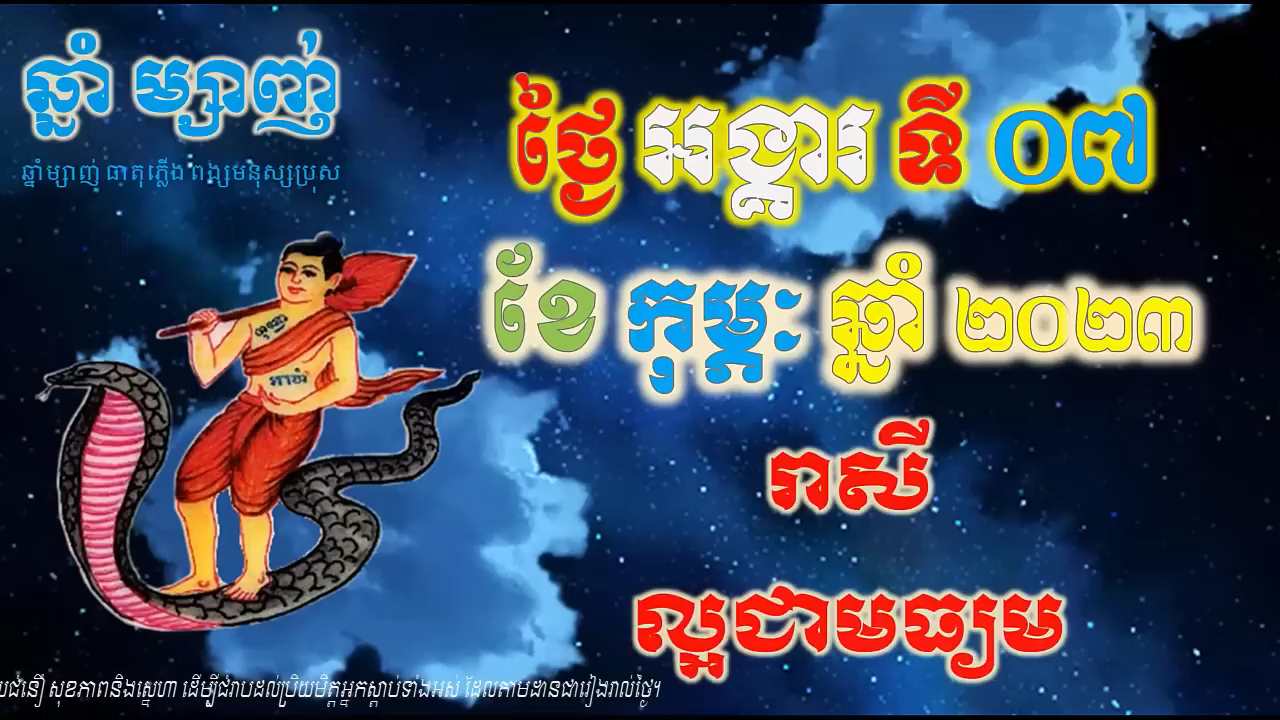 ឆ្នាំ ម្សាញ់
ឆ្នាំម្សាញ់ ធាតុភ្លើង ពង្សមនុស្សប្រុស
ថ្ងៃ អង្គារ ទី ០៧
ខែ កុម្ភៈ ឆ្នាំ ២០២៣
រាសី
ល្អជាមធ្យម
សុខភាពនិងស្នេហា ដើម្បីជំរាបដល់ប្រិយមិត្តអ្នកស្តាប់ទាំងអស់ ដែលតាមដានជារៀងរាល់ថ្ងៃ។